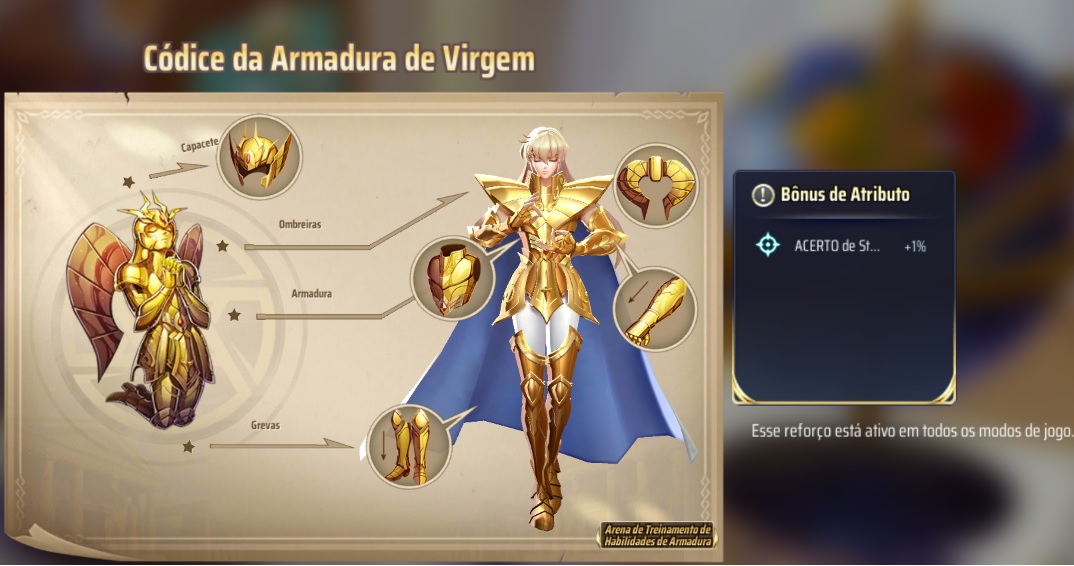 Códice da Armadura de Virgem
Capacete
Ombreiras
Armadura
Grevas
Arena de Treinamento de
Habilidades de Armadura
Bônus de Atributo
ACERTO de St... +1%
Esse reforço está ativo em todos os modos de jogo.